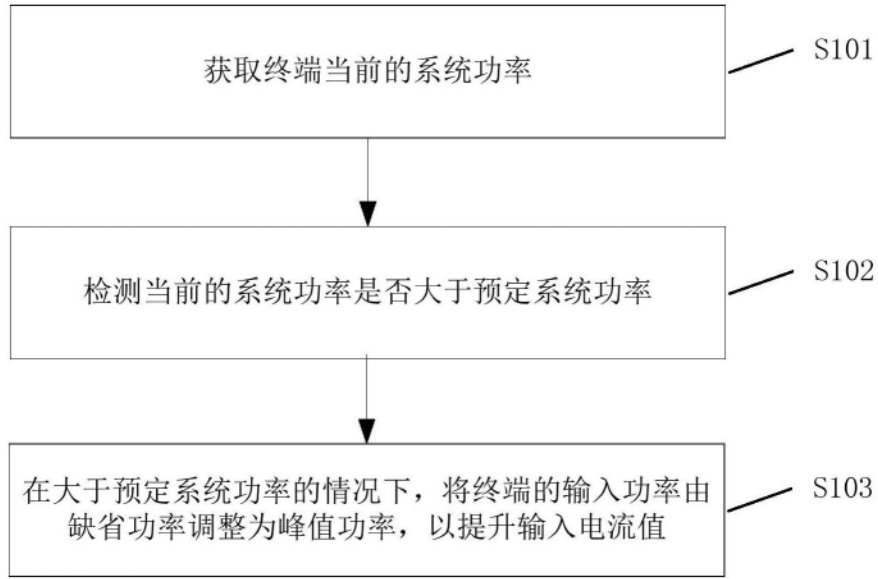 获取终端当前的系统功率
S101
检测当前的系统功率是否大于预定系统功率
S102
在大于预定系统功率的情况下，将终端的输入功率由
缺省功率调整为峰值功率，以提升输入电流值
S103